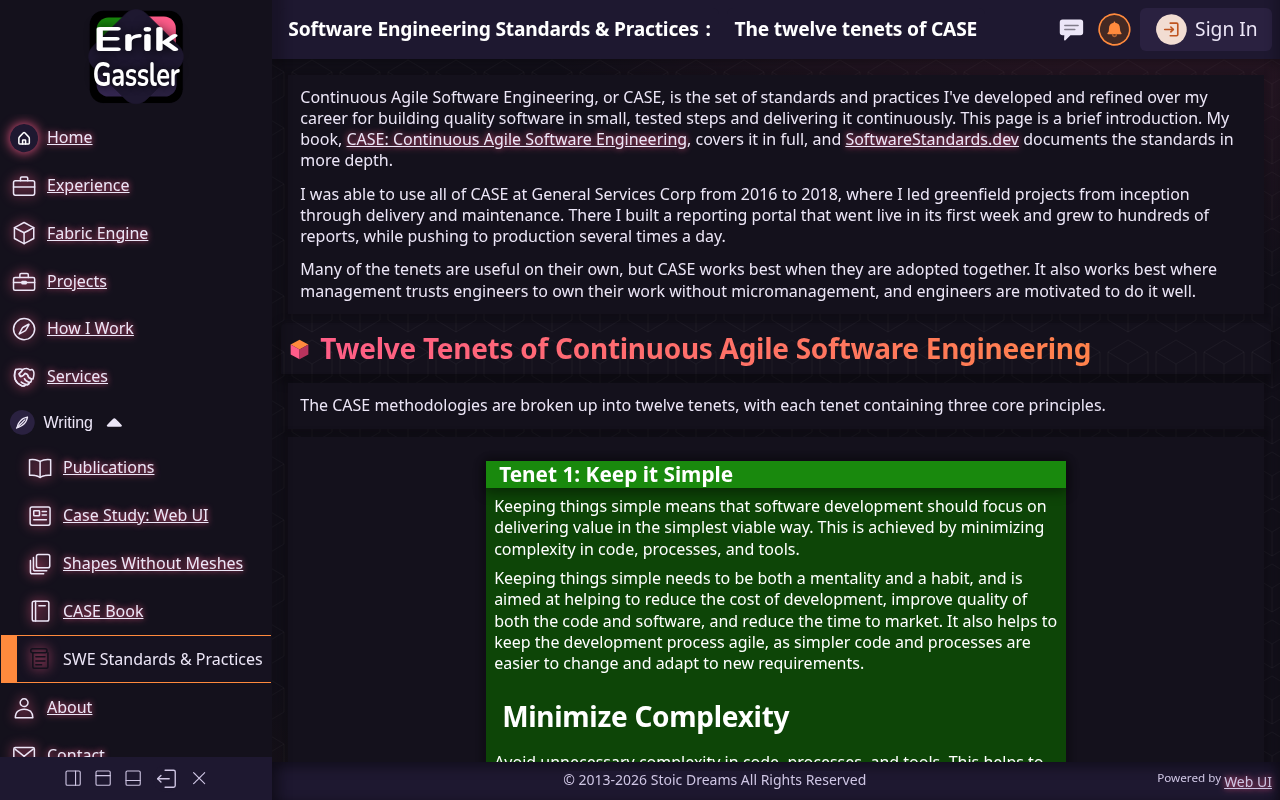 Erik
Gassler
Home
Experience
Fabric Engine
Projects
How I Work
Services
Writing
Publications
Case Study: Web UI
Shapes Without Meshes
CASE Book
SWE Standards & Practices
About
Contact
Software Engineering Standards & Practices : The twelve tenets of CASE
Sign In
Continuous Agile Software Engineering, or CASE, is the set of standards and practices I've developed and refined over my
career for building quality software in small, tested steps and delivering it continuously. This page is a brief introduction. My
book, CASE: Continuous Agile Software Engineering, covers it in full, and SoftwareStandards.dev documents the standards in
more depth.
I was able to use all of CASE at General Services Corp from 2016 to 2018, where I led greenfield projects from inception
through delivery and maintenance. There I built a reporting portal that went live in its first week and grew to hundreds of
reports, while pushing to production several times a day.
Many of the tenets are useful on their own, but CASE works best when they are adopted together. It also works best where
management trusts engineers to own their work without micromanagement, and engineers are motivated to do it well.
Twelve Tenets of Continuous Agile Software Engineering
The CASE methodologies are broken up into twelve tenets, with each tenet containing three core principles.
Tenet 1: Keep it Simple
Keeping things simple means that software development should focus on
delivering value in the simplest viable way. This is achieved by minimizing
complexity in code, processes, and tools.
Keeping things simple needs to be both a mentality and a habit, and is
aimed at helping to reduce the cost of development, improve quality of
both the code and software, and reduce the time to market. It also helps to
keep the development process agile, as simpler code and processes are
easier to change and adapt to new requirements.
Minimize Complexity
Avoid unnecessary complexity in code, processes, and tools. This helps to
© 2013-2026 Stoic Dreams All Rights Reserved
Powered by Web UI